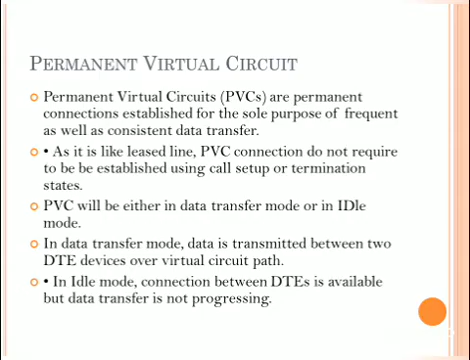 PERMANENT VIRTUAL CIRCUIT
Permanent Virtual Circuits (PVCs) are permanent
connections established for the sole purpose of frequent
as well as consistent data transfer.
• As it is like leased line, PVC connection do not require
to be be established using call setup or termination
states.
PVC will be either in data transfer mode or in IDle
mode.
In data transfer mode, data is transmitted between two
DTE devices over virtual circuit path.
• In Idle mode, connection between DTEs is available
but data transfer is not progressing.